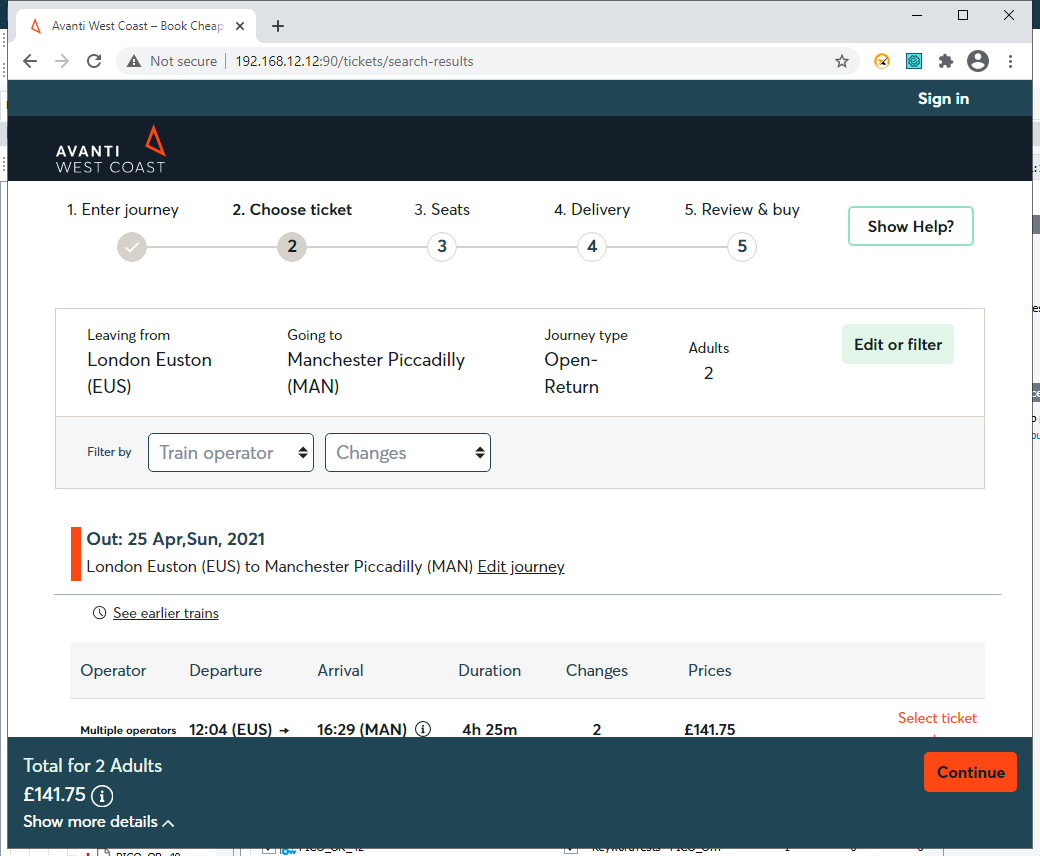 Avanti West Coast – Book Cheap
Not secure
192.168.12.12:90/tickets/search-results
Sign in
AVANTI
WEST COAST
1. Enter journey
2. Choose ticket
3. Seats
4. Delivery
5. Review & buy
2
3
4
5
Show Help?
Leaving from
London Euston
(EUS)
Going to
Manchester Piccadilly
(MAN)
Journey type
Open-
Return
Adults
2
Edit or filter
Filter by
Train operator
Changes
Out: 25 Apr,Sun, 2021
London Euston (EUS) to Manchester Piccadilly (MAN) Edit journey
See earlier trains
Operator Departure Arrival Duration Changes Prices
Multiple operators 12:04 (EUS) → 16:29 (MAN) 4h 25m 2 £141.75 Select ticket
Total for 2 Adults
£141.75
Show more details
Continue